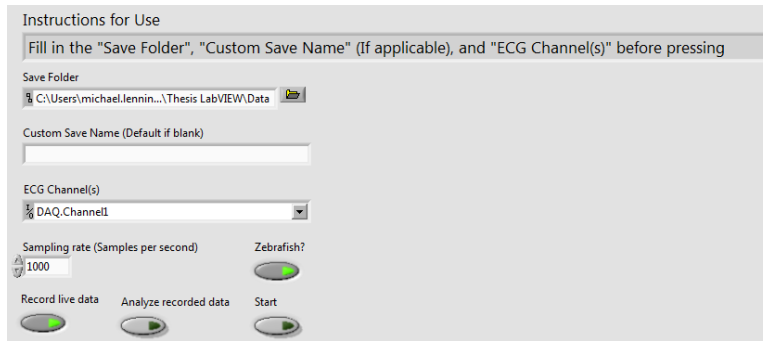 Instructions for Use
Fill in the "Save Folder", "Custom Save Name" (If applicable), and "ECG Channel(s)" before pressing
Save Folder
C:\Users\michael.lennin...\Thesis LabVIEW\Data
Custom Save Name (Default if blank)
ECG Channel(s)
DAQ.Channel1
Sampling rate (Samples per second) Zebrafish?
1000
Record live data Analyze recorded data Start